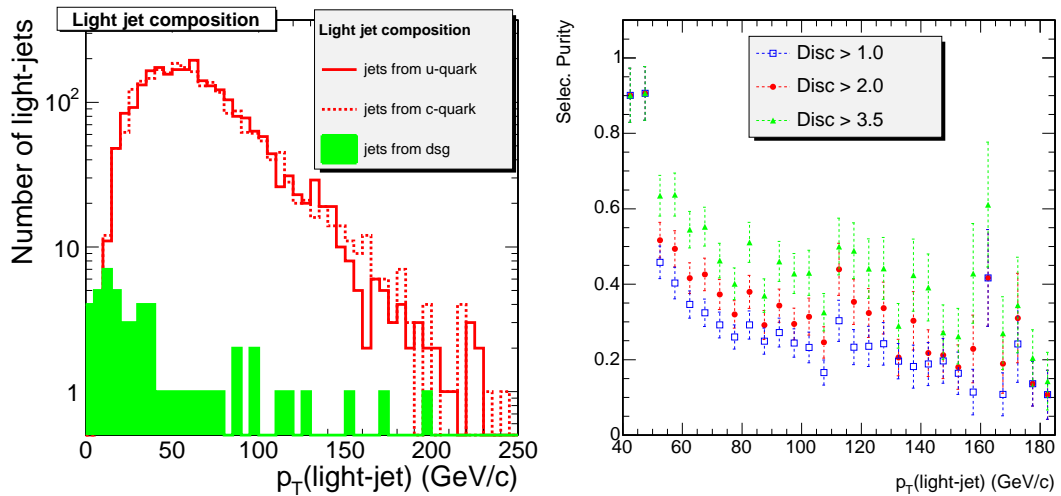 Light jet composition
Number of light-jets
10²
10
1
Light jet composition
jets from u-quark
jets from c-quark
jets from dsg
0 50 100 150 200 250
p_T(light-jet) (GeV/c)
Selec. Purity
1
0.8
0.6
0.4
0.2
0
Disc > 1.0
Disc > 2.0
Disc > 3.5
40 60 80 100 120 140 160 180
p_T(light-jet) (GeV/c)